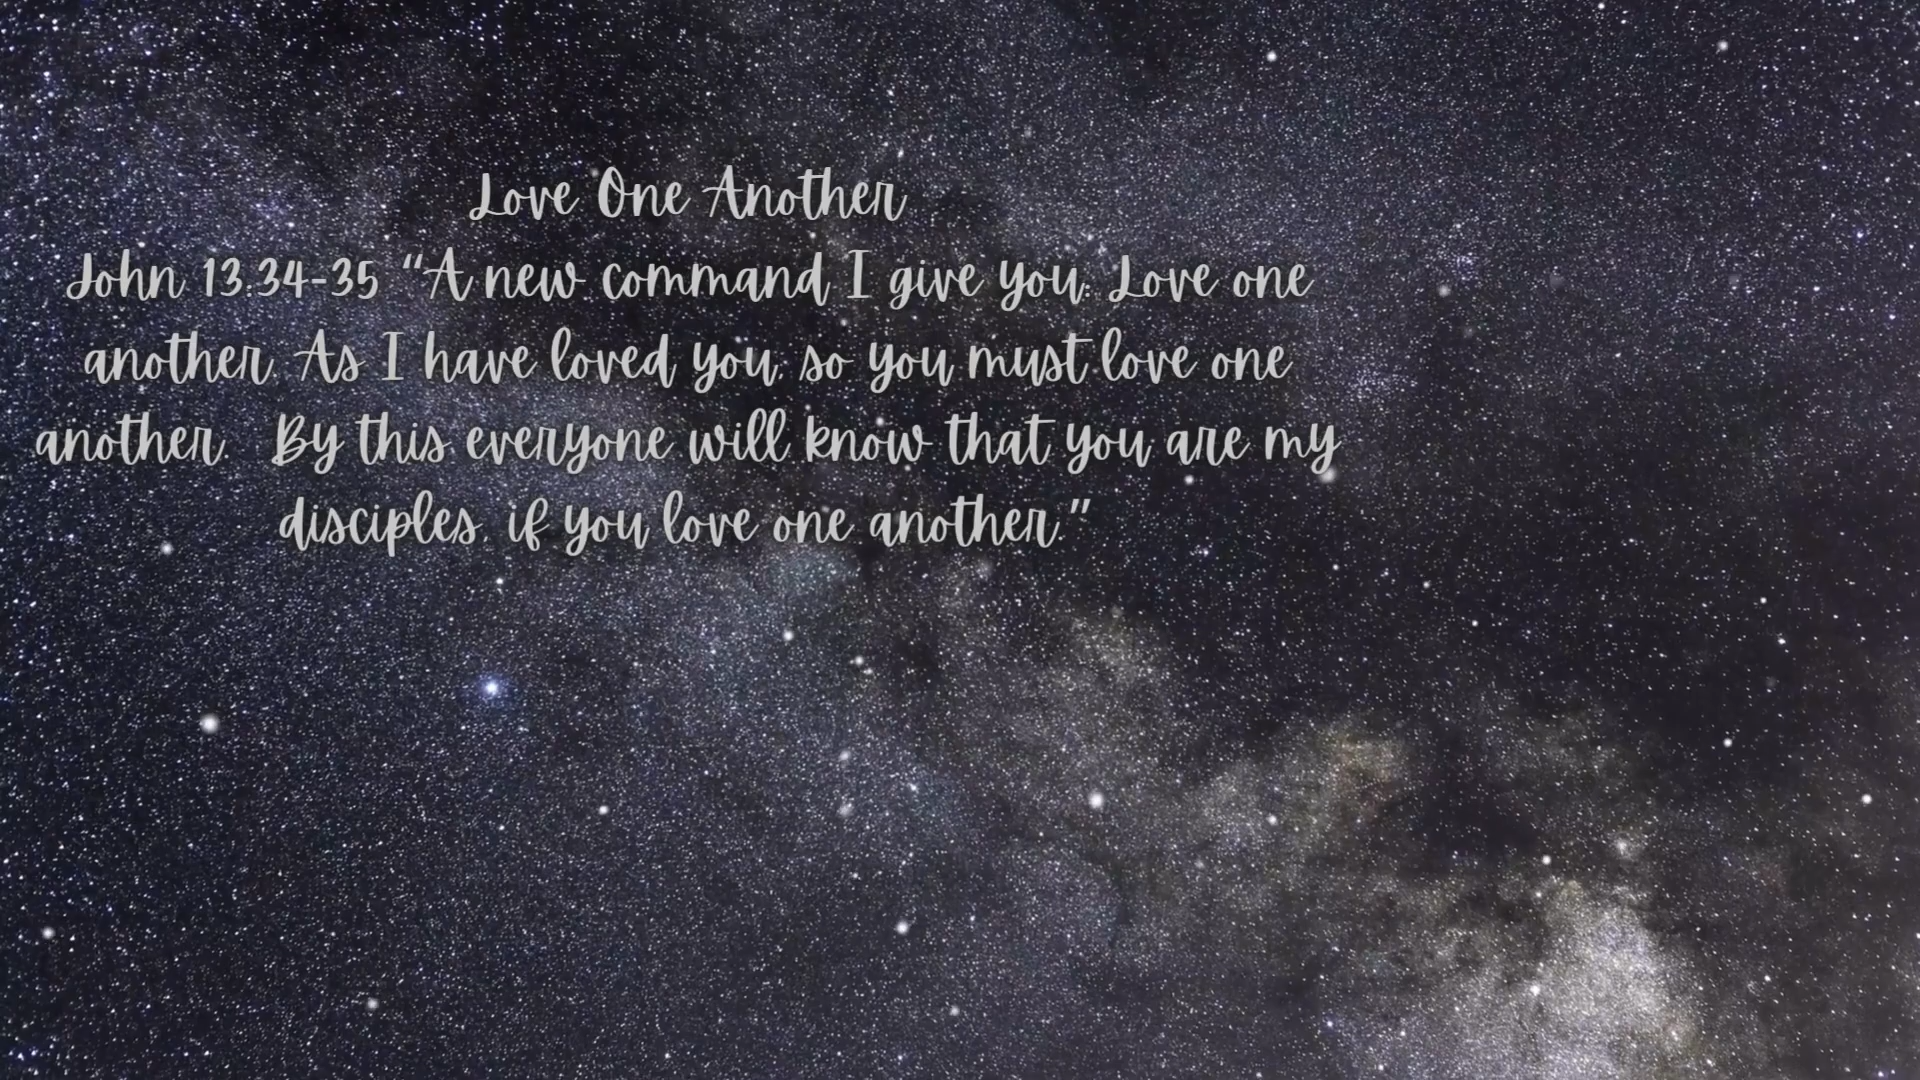 Love One Another
John 13:34-35 “A new command I give you: Love one
another. As I have loved you, so you must love one
another.  By this everyone will know that you are my
disciples, if you love one another.”